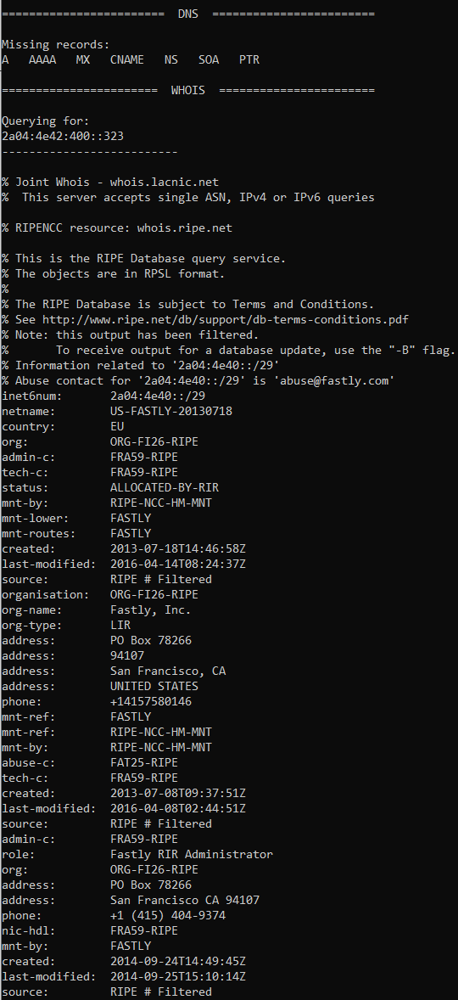 ======================== DNS ========================
Missing records:
A AAAA MX CNAME NS SOA PTR
======================= WHOIS =======================
Querying for:
2a04:4e42:400::323
--------------------------
% Joint Whois - whois.lacnic.net
%  This server accepts single ASN, IPv4 or IPv6 queries
% RIPENCC resource: whois.ripe.net
% This is the RIPE Database query service.
% The objects are in RPSL format.
%
% The RIPE Database is subject to Terms and Conditions.
% See http://www.ripe.net/db/support/db-terms-conditions.pdf
% Note: this output has been filtered.
%       To receive output for a database update, use the "-B" flag.
% Information related to '2a04:4e40::/29'
% Abuse contact for '2a04:4e40::/29' is 'abuse@fastly.com'
inet6num:       2a04:4e40::/29
netname:        US-FASTLY-20130718
country:        EU
org:            ORG-FI26-RIPE
admin-c:        FRA59-RIPE
tech-c:         FRA59-RIPE
status:         ALLOCATED-BY-RIR
mnt-by:         RIPE-NCC-HM-MNT
mnt-lower:      FASTLY
mnt-routes:     FASTLY
created:        2013-07-18T14:46:58Z
last-modified:  2016-04-14T08:24:37Z
source:         RIPE # Filtered
organisation:   ORG-FI26-RIPE
org-name:       Fastly, Inc.
org-type:       LIR
address:        PO Box 78266
address:        94107
address:        San Francisco, CA
address:        UNITED STATES
phone:          +14157580146
mnt-ref:        FASTLY
mnt-ref:        RIPE-NCC-HM-MNT
mnt-by:         RIPE-NCC-HM-MNT
abuse-c:        FAT25-RIPE
tech-c:         FRA59-RIPE
created:        2013-07-08T09:37:51Z
last-modified:  2016-04-08T02:44:51Z
source:         RIPE # Filtered
admin-c:        FRA59-RIPE
role:           Fastly RIR Administrator
org:            ORG-FI26-RIPE
address:        PO Box 78266
address:        San Francisco CA 94107
phone:          +1 (415) 404-9374
nic-hdl:        FRA59-RIPE
mnt-by:         FASTLY
created:        2014-09-24T14:49:45Z
last-modified:  2014-09-25T15:10:14Z
source:         RIPE # Filtered